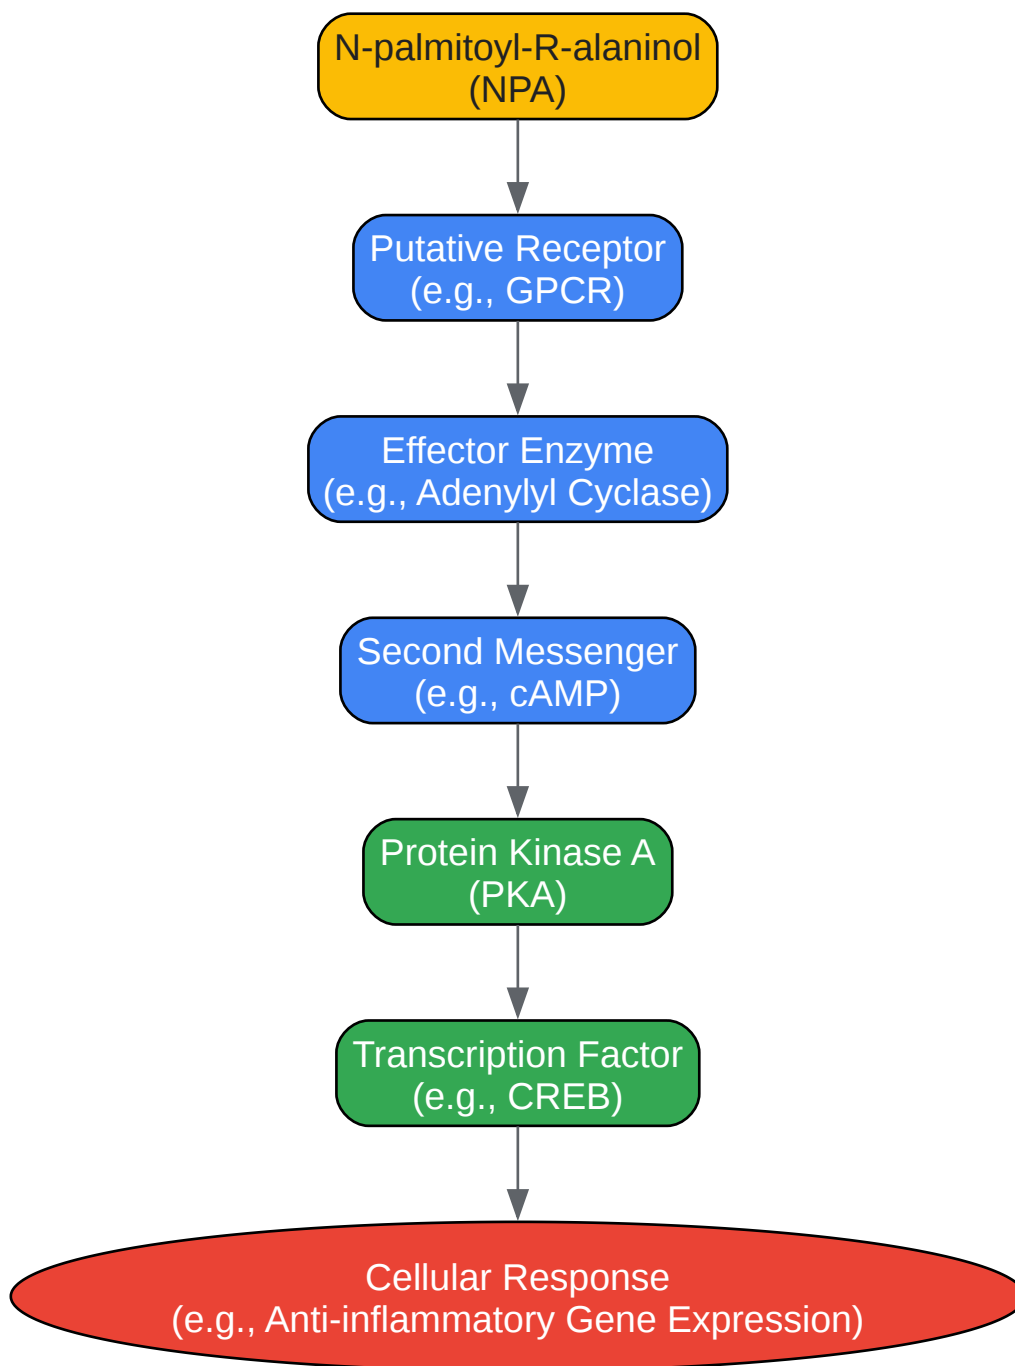 N-palmitoyl-R-alaninol
(NPA)
Putative Receptor
(e.g., GPCR)
Effector Enzyme
(e.g., Adenylyl Cyclase)
Second Messenger
(e.g., cAMP)
Protein Kinase A
(PKA)
Transcription Factor
(e.g., CREB)
Cellular Response
(e.g., Anti-inflammatory Gene Expression)